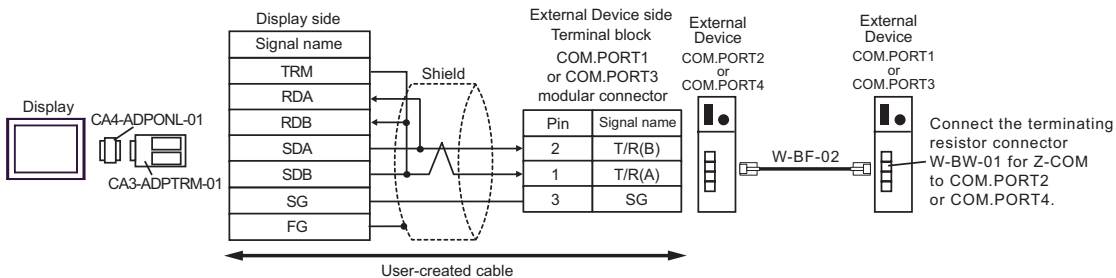 Display
CA4-ADPONL-01
CA3-ADPTRM-01
Display side
Signal name
TRM
RDA
RDB
SDA
SDB
SG
FG
Shield
External Device side
Terminal block
COM.PORT1
or COM.PORT3
modular connector
Pin Signal name
2 T/R(B)
1 T/R(A)
3 SG
User-created cable
External
Device
COM.PORT2
or
COM.PORT4
W-BF-02
External
Device
COM.PORT1
or
COM.PORT3
Connect the terminating
resistor connector
W-BW-01 for Z-COM
to COM.PORT2
or COM.PORT4.